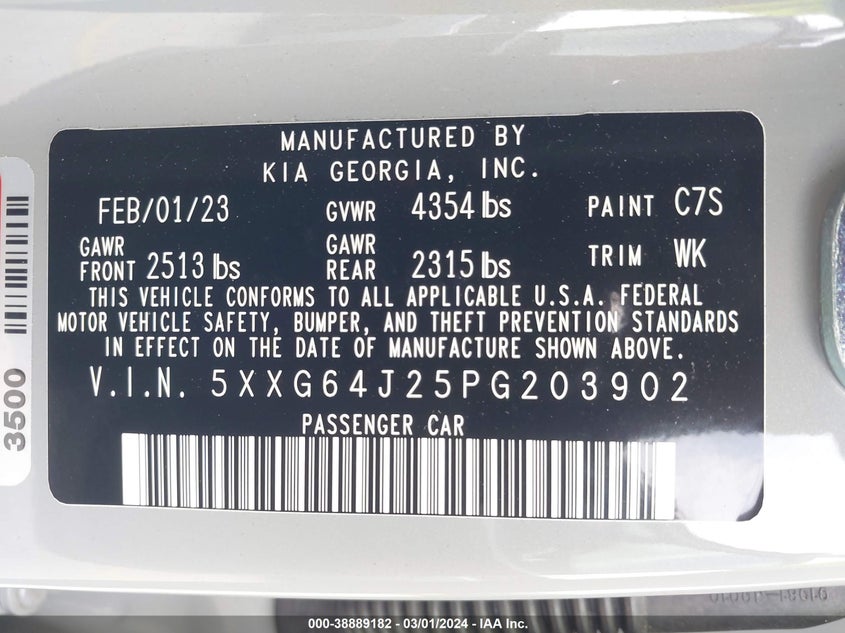 MANUFACTURED BY
KIA GEORGIA, INC.
FEB/01/23 GVWR 4354 lbs PAINT C7S
GAWR FRONT 2513 lbs GAWR REAR 2315 lbs TRIM WK
THIS VEHICLE CONFORMS TO ALL APPLICABLE U.S.A. FEDERAL
MOTOR VEHICLE SAFETY, BUMPER, AND THEFT PREVENTION STANDARDS
IN EFFECT ON THE DATE OF MANUFACTURE SHOWN ABOVE.
V.I.N. 5XXG64J25PG203902
PASSENGER CAR
3500
000-38889182 - 03/01/2024 - IAA Inc.